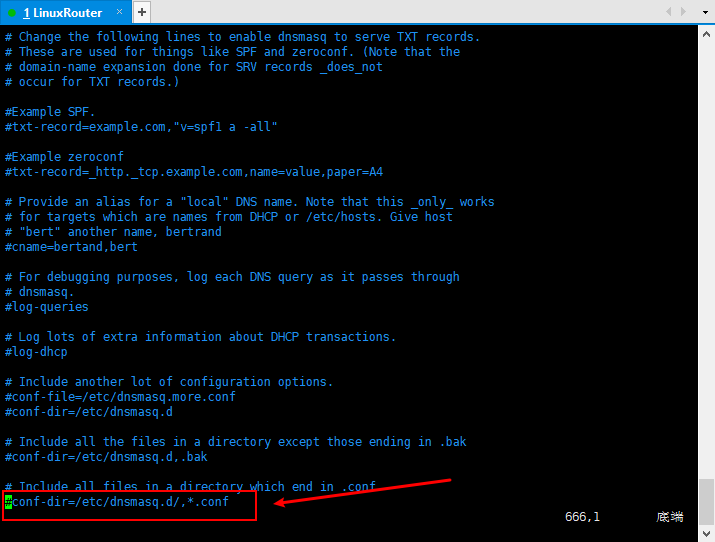 1 LinuxRouter × +
# Change the following lines to enable dnsmasq to serve TXT records.
# These are used for things like SPF and zeroconf. (Note that the
# domain-name expansion done for SRV records _does_not
# occur for TXT records.)
#Example SPF.
#txt-record=example.com,"v=spf1 a -all"
#Example zeroconf
#txt-record=_http._tcp.example.com,name=value,paper=A4
# Provide an alias for a "local" DNS name. Note that this _only_ works
# for targets which are names from DHCP or /etc/hosts. Give host
# "bert" another name, bertrand
#cname=bertand,bert
# For debugging purposes, log each DNS query as it passes through
# dnsmasq.
#log-queries
# Log lots of extra information about DHCP transactions.
#log-dhcp
# Include another lot of configuration options.
#conf-file=/etc/dnsmasq.more.conf
#conf-dir=/etc/dnsmasq.d
# Include all the files in a directory except those ending in .bak
#conf-dir=/etc/dnsmasq.d,.bak
# Include all files in a directory which end in .conf
#conf-dir=/etc/dnsmasq.d/,*.conf
666,1 底端